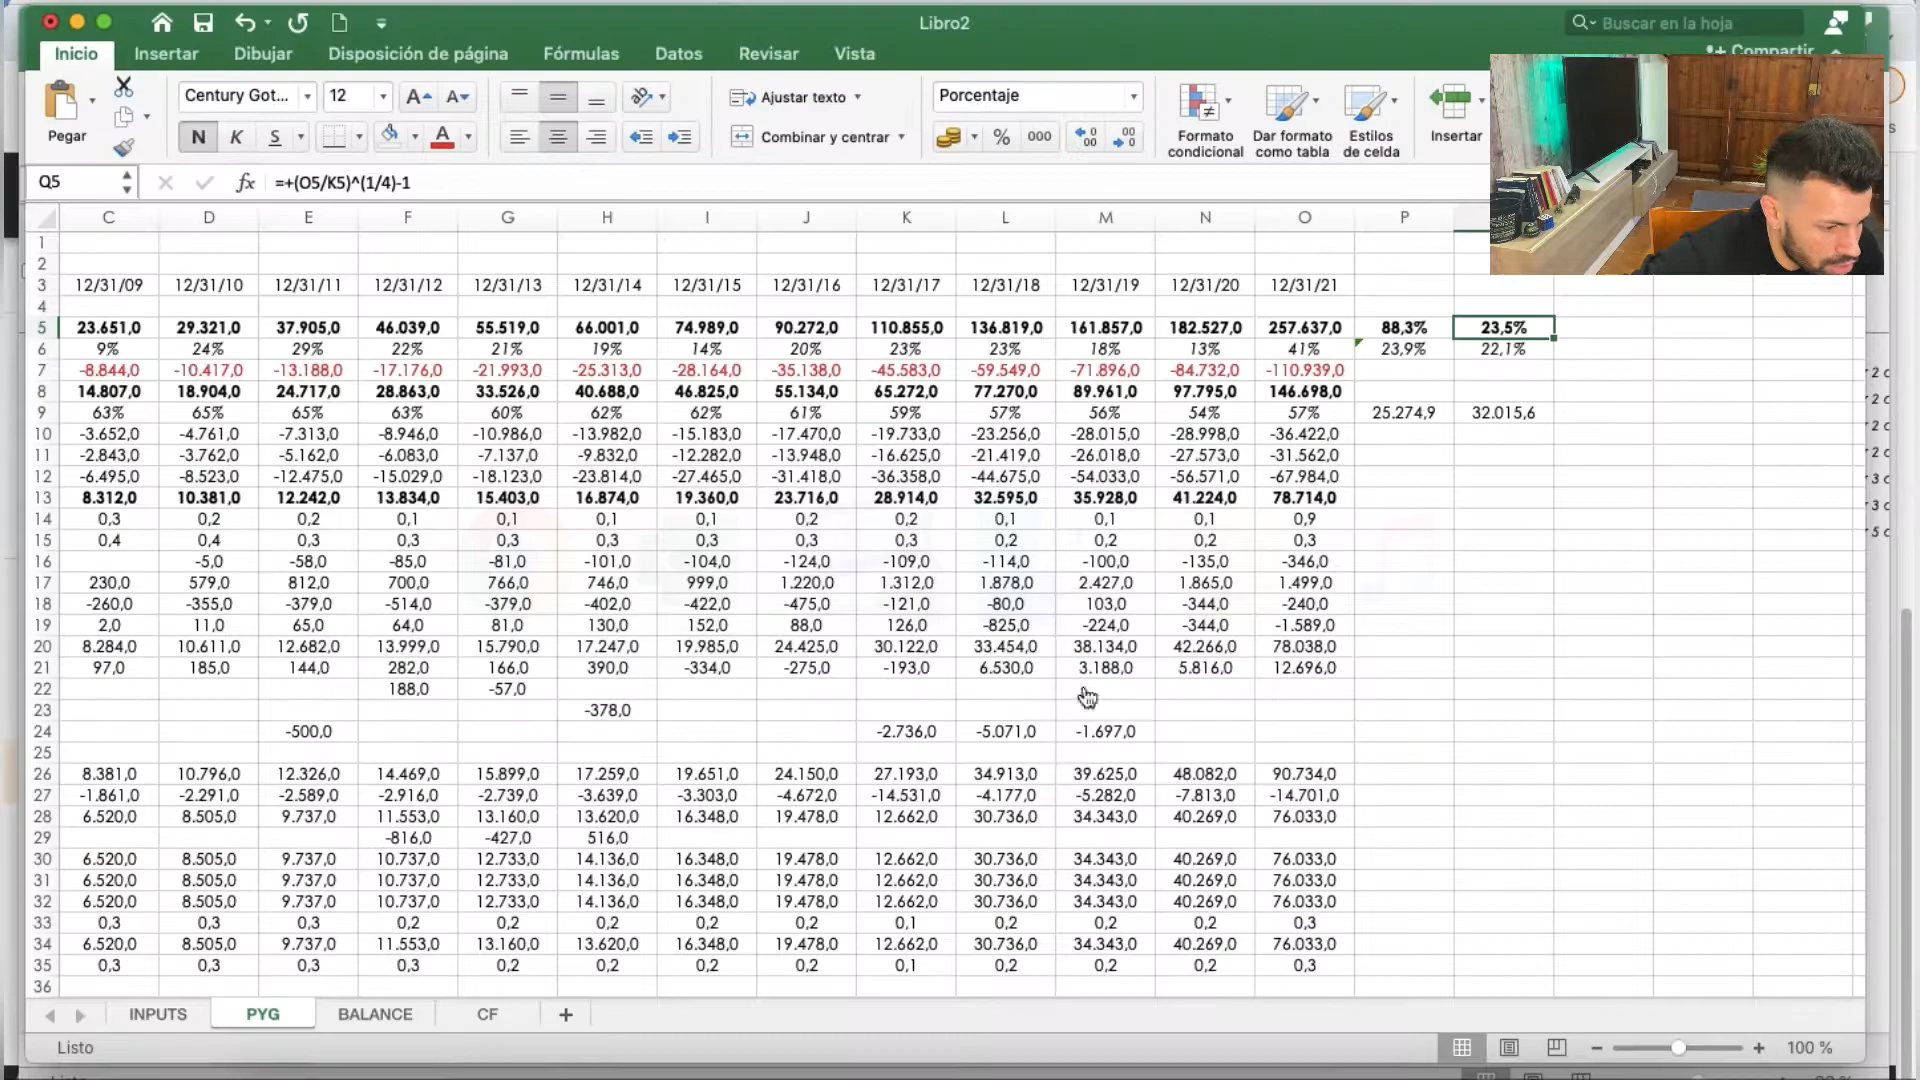 Libro2
Buscar en la hoja
Inicio Insertar Dibujar Disposición de página Fórmulas Datos Revisar Vista Compartir
Pegar
Century Got... 12
N K S
Ajustar texto
Combinar y centrar
Porcentaje
% 000
Formato condicional
Dar formato como tabla
Estilos de celda
Insertar
Q5 fx =+(O5/K5)^(1/4)-1
C D E F G H I J K L M N O P
1
2
3 12/31/09 12/31/10 12/31/11 12/31/12 12/31/13 12/31/14 12/31/15 12/31/16 12/31/17 12/31/18 12/31/19 12/31/20 12/31/21
4
5 23.651,0 29.321,0 37.905,0 46.039,0 55.519,0 66.001,0 74.989,0 90.272,0 110.855,0 136.819,0 161.857,0 182.527,0 257.637,0 88,3% 23,5%
6 9% 24% 29% 22% 21% 19% 14% 20% 23% 23% 18% 13% 41% 23,9% 22,1%
7 -8.844,0 -10.417,0 -13.188,0 -17.176,0 -21.993,0 -25.313,0 -28.164,0 -35.138,0 -45.583,0 -59.549,0 -71.896,0 -84.732,0 -110.939,0
8 14.807,0 18.904,0 24.717,0 28.863,0 33.526,0 40.688,0 46.825,0 55.134,0 65.272,0 77.270,0 89.961,0 97.795,0 146.698,0
9 63% 65% 65% 63% 60% 62% 62% 61% 59% 57% 56% 54% 57% 25.274,9 32.015,6
10 -3.652,0 -4.761,0 -7.313,0 -8.946,0 -10.986,0 -13.982,0 -15.183,0 -17.470,0 -19.733,0 -23.256,0 -28.015,0 -28.998,0 -36.422,0
11 -2.843,0 -3.762,0 -5.162,0 -6.083,0 -7.137,0 -9.832,0 -12.282,0 -13.948,0 -16.625,0 -21.419,0 -26.018,0 -27.573,0 -31.562,0
12 -6.495,0 -8.523,0 -12.475,0 -15.029,0 -18.123,0 -23.814,0 -27.465,0 -31.418,0 -36.358,0 -44.675,0 -54.033,0 -56.571,0 -67.984,0
13 8.312,0 10.381,0 12.242,0 13.834,0 15.403,0 16.874,0 19.360,0 23.716,0 28.914,0 32.595,0 35.928,0 41.224,0 78.714,0
14 0,3 0,2 0,2 0,1 0,1 0,1 0,1 0,2 0,2 0,1 0,1 0,1 0,9
15 0,4 0,4 0,3 0,3 0,3 0,3 0,3 0,3 0,3 0,2 0,2 0,2 0,3
16 -5,0 -58,0 -85,0 -81,0 -101,0 -104,0 -124,0 -109,0 -114,0 -100,0 -135,0 -346,0
17 230,0 579,0 812,0 700,0 766,0 746,0 999,0 1.220,0 1.312,0 1.878,0 2.427,0 1.865,0 1.499,0
18 -260,0 -355,0 -379,0 -514,0 -379,0 -402,0 -422,0 -475,0 -121,0 -80,0 103,0 -344,0 -240,0
19 2,0 11,0 65,0 64,0 81,0 130,0 152,0 88,0 126,0 -825,0 -224,0 -344,0 -1.589,0
20 8.284,0 10.611,0 12.682,0 13.999,0 15.790,0 17.247,0 19.985,0 24.425,0 30.122,0 33.454,0 38.134,0 42.266,0 78.038,0
21 97,0 185,0 144,0 282,0 166,0 390,0 -334,0 -275,0 -193,0 6.530,0 3.188,0 5.816,0 12.696,0
22 188,0 -57,0
23 -378,0
24 -500,0 -2.736,0 -5.071,0 -1.697,0
25
26 8.381,0 10.796,0 12.326,0 14.469,0 15.899,0 17.259,0 19.651,0 24.150,0 27.193,0 34.913,0 39.625,0 48.082,0 90.734,0
27 -1.861,0 -2.291,0 -2.589,0 -2.916,0 -2.739,0 -3.639,0 -3.303,0 -4.672,0 -14.531,0 -4.177,0 -5.282,0 -7.813,0 -14.701,0
28 6.520,0 8.505,0 9.737,0 11.553,0 13.160,0 13.620,0 16.348,0 19.478,0 12.662,0 30.736,0 34.343,0 40.269,0 76.033,0
29 -816,0 -427,0 516,0
30 6.520,0 8.505,0 9.737,0 10.737,0 12.733,0 14.136,0 16.348,0 19.478,0 12.662,0 30.736,0 34.343,0 40.269,0 76.033,0
31 6.520,0 8.505,0 9.737,0 10.737,0 12.733,0 14.136,0 16.348,0 19.478,0 12.662,0 30.736,0 34.343,0 40.269,0 76.033,0
32 6.520,0 8.505,0 9.737,0 10.737,0 12.733,0 14.136,0 16.348,0 19.478,0 12.662,0 30.736,0 34.343,0 40.269,0 76.033,0
33 0,3 0,3 0,3 0,2 0,2 0,2 0,2 0,2 0,1 0,2 0,2 0,2 0,3
34 6.520,0 8.505,0 9.737,0 11.553,0 13.160,0 13.620,0 16.348,0 19.478,0 12.662,0 30.736,0 34.343,0 40.269,0 76.033,0
35 0,3 0,3 0,3 0,3 0,2 0,2 0,2 0,2 0,1 0,2 0,2 0,2 0,3
36
INPUTS PYG BALANCE CF +
Listo 100 %